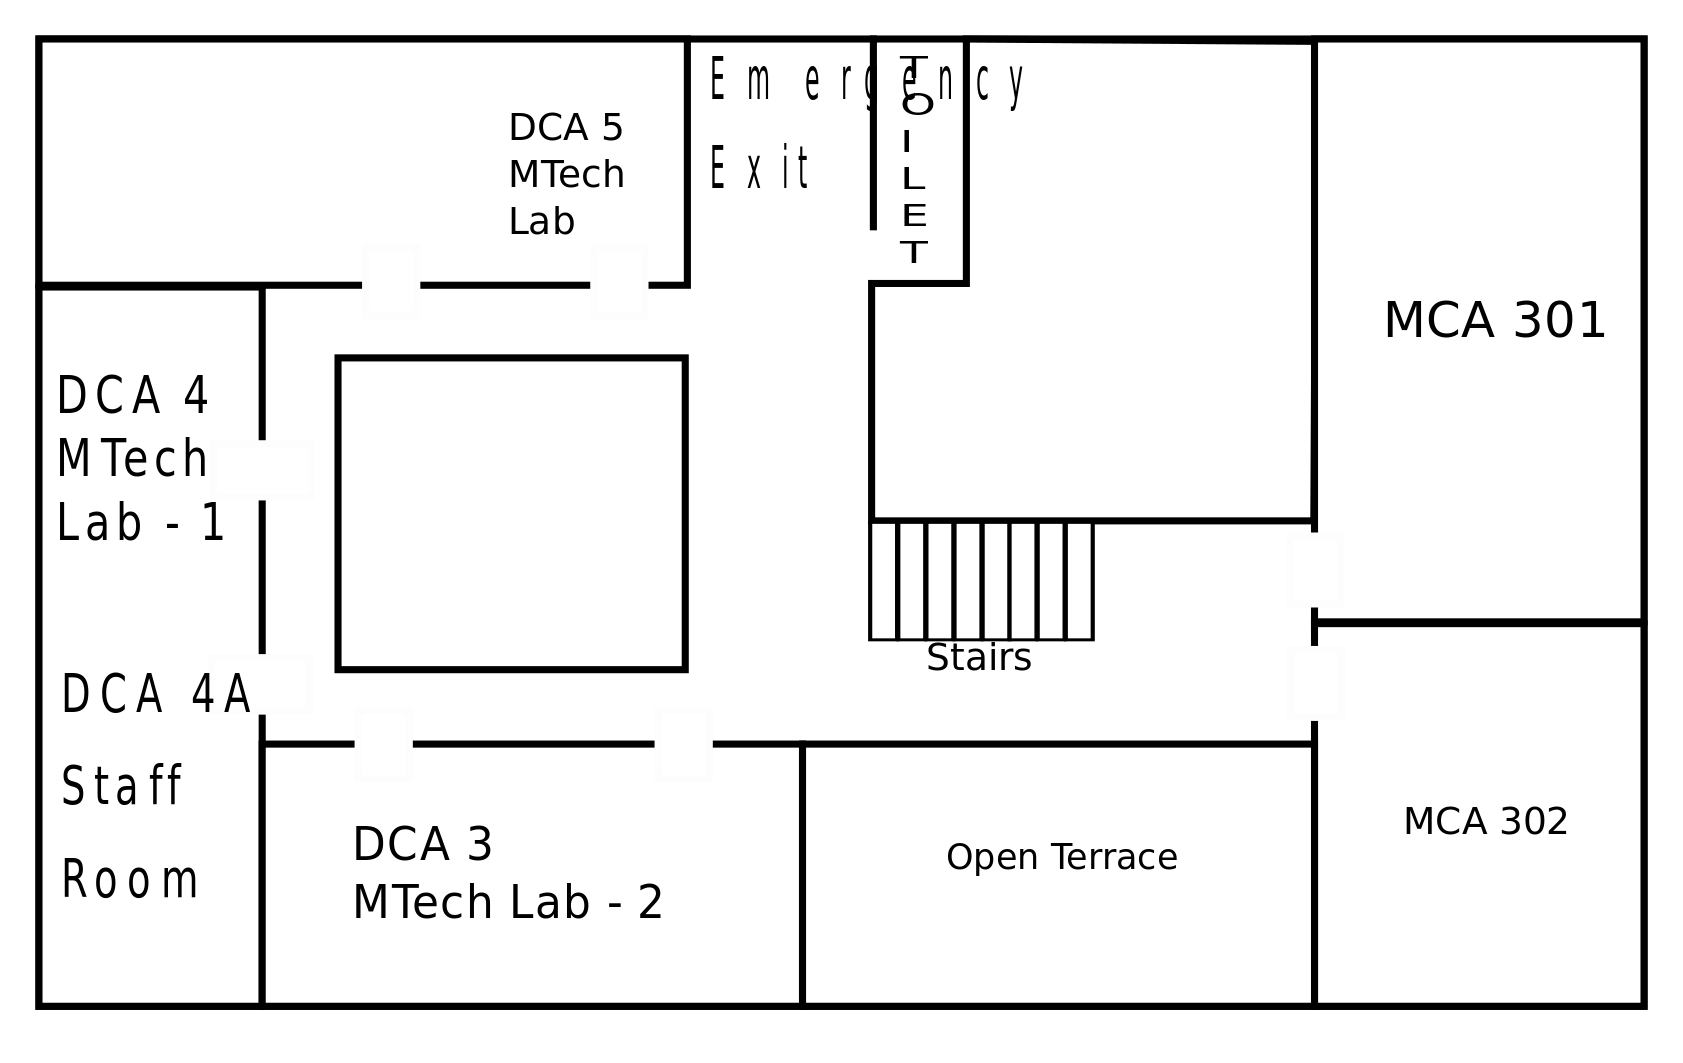 Emergency
Exit
TOILET
DCA 5
MTech
Lab
MCA 301
DCA 4
MTech
Lab - 1
Stairs
DCA 4A
Staff
Room
DCA 3
MTech Lab - 2
Open Terrace
MCA 302